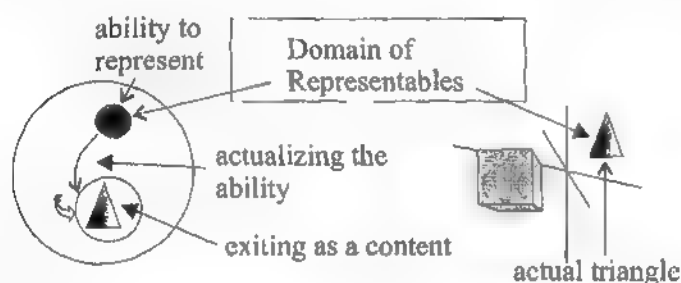 ability to
represent
Domain of
Representables
actualizing the
ability
exiting as a content
actual triangle